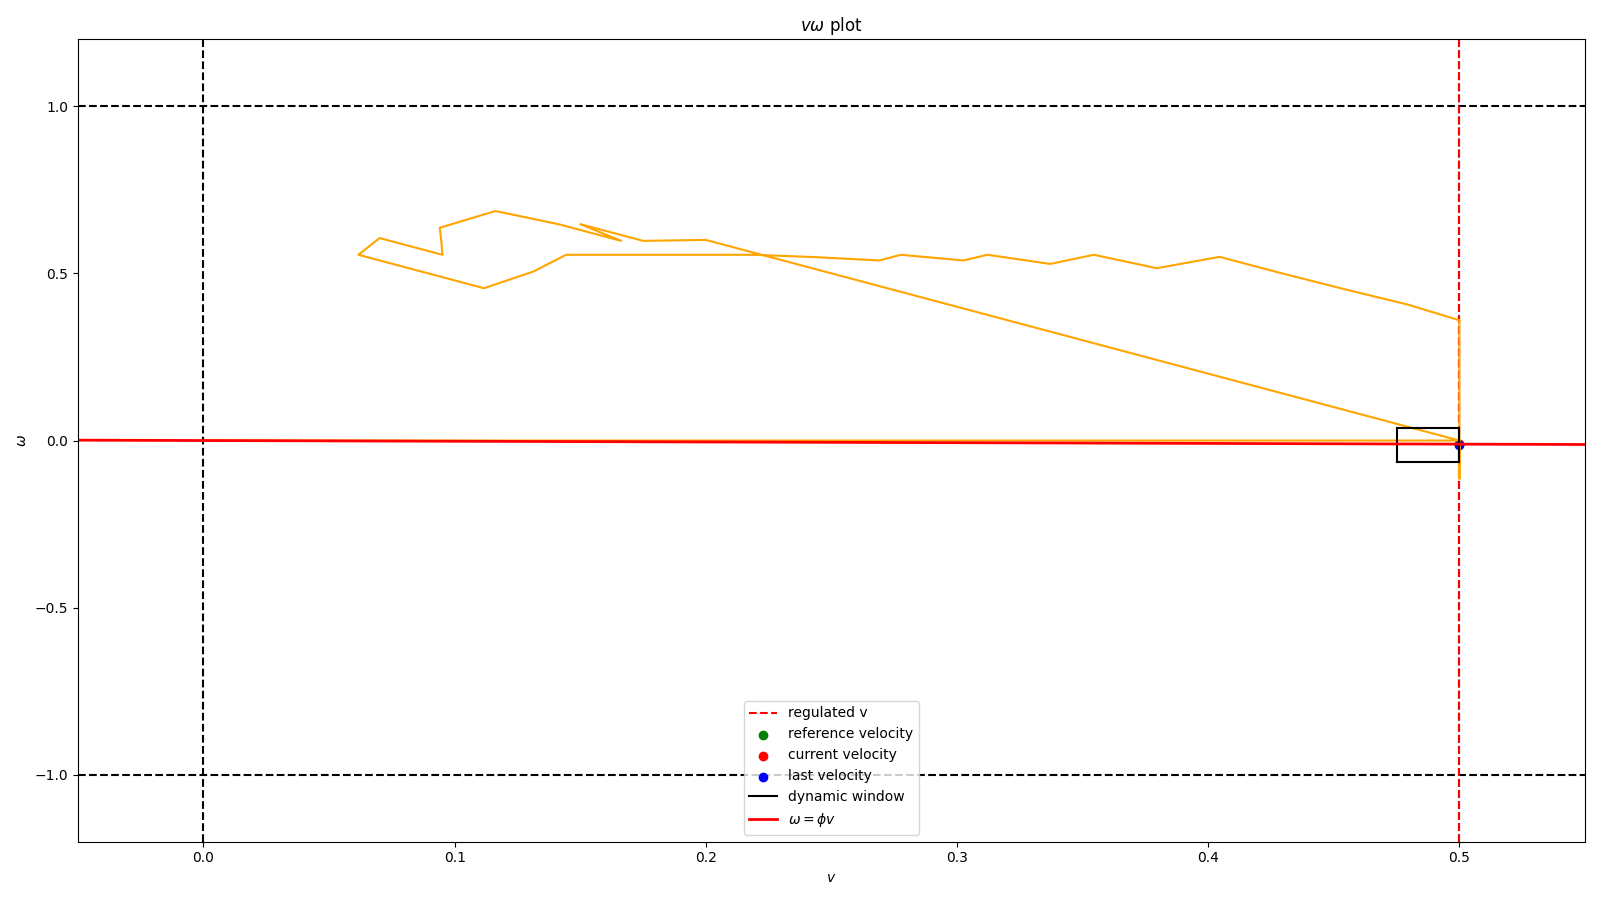 vω plot
1.0
0.5
0.0
−0.5
−1.0
ω
0.0 0.1 0.2 0.3 0.4 0.5
v
regulated v
reference velocity
current velocity
last velocity
dynamic window
ω = ϕv